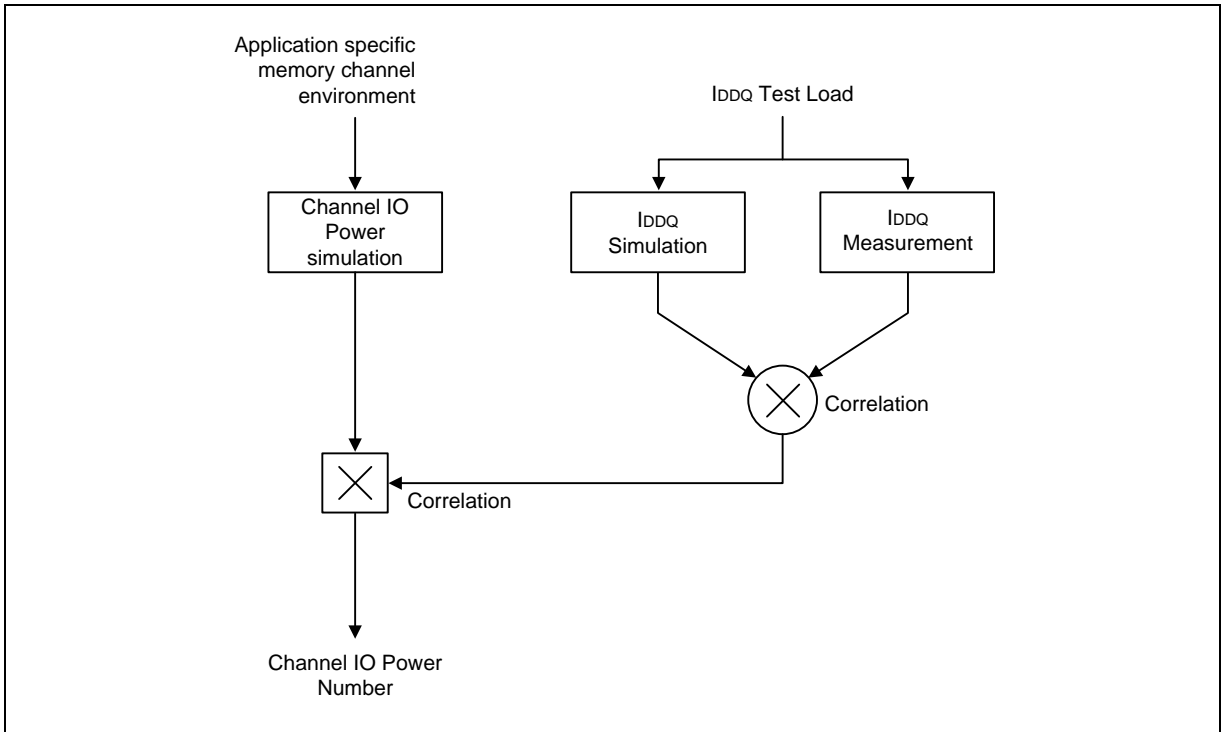 Application specific
memory channel
environment
IDDQ Test Load
Channel IO
Power
simulation
IDDQ
Simulation
IDDQ
Measurement
Correlation
Correlation
Channel IO Power
Number